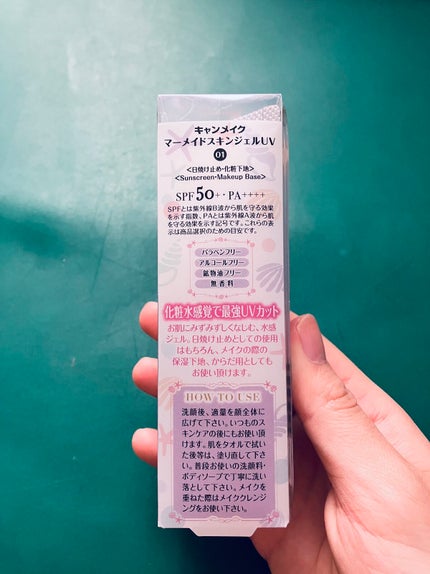 キャンメイク
マーメイドスキンジェルUV
01
<日焼け止め・化粧下地>
<Sunscreen・Makeup Base>
SPF50+・PA++++
SPFとは紫外線B波から肌を守る効果
を示す指数、PAとは紫外線A波から肌
を守る効果を示す記号です。これらの表
示は商品選択のための目安です。
パラベンフリー
アルコールフリー
鉱物油フリー
無香料
化粧水感覚で最強UVカット
お肌にみずみずしくなじむ、水感
ジェル。日焼け止めとしての使用
はもちろん、メイクの際の
保湿下地、からだ用としても
お使い頂けます。
HOW TO USE
洗顔後、適量を顔全体に
広げて下さい。いつものス
キンケアの後にもお使い頂
けます。肌をタオルで拭い
た後等は、塗り直して下さ
い。普段お使いの洗顔料・
ボディソープで丁寧に洗い
落として下さい。メイクを
重ねた際はメイククレンジ
ングをお使い下さい。